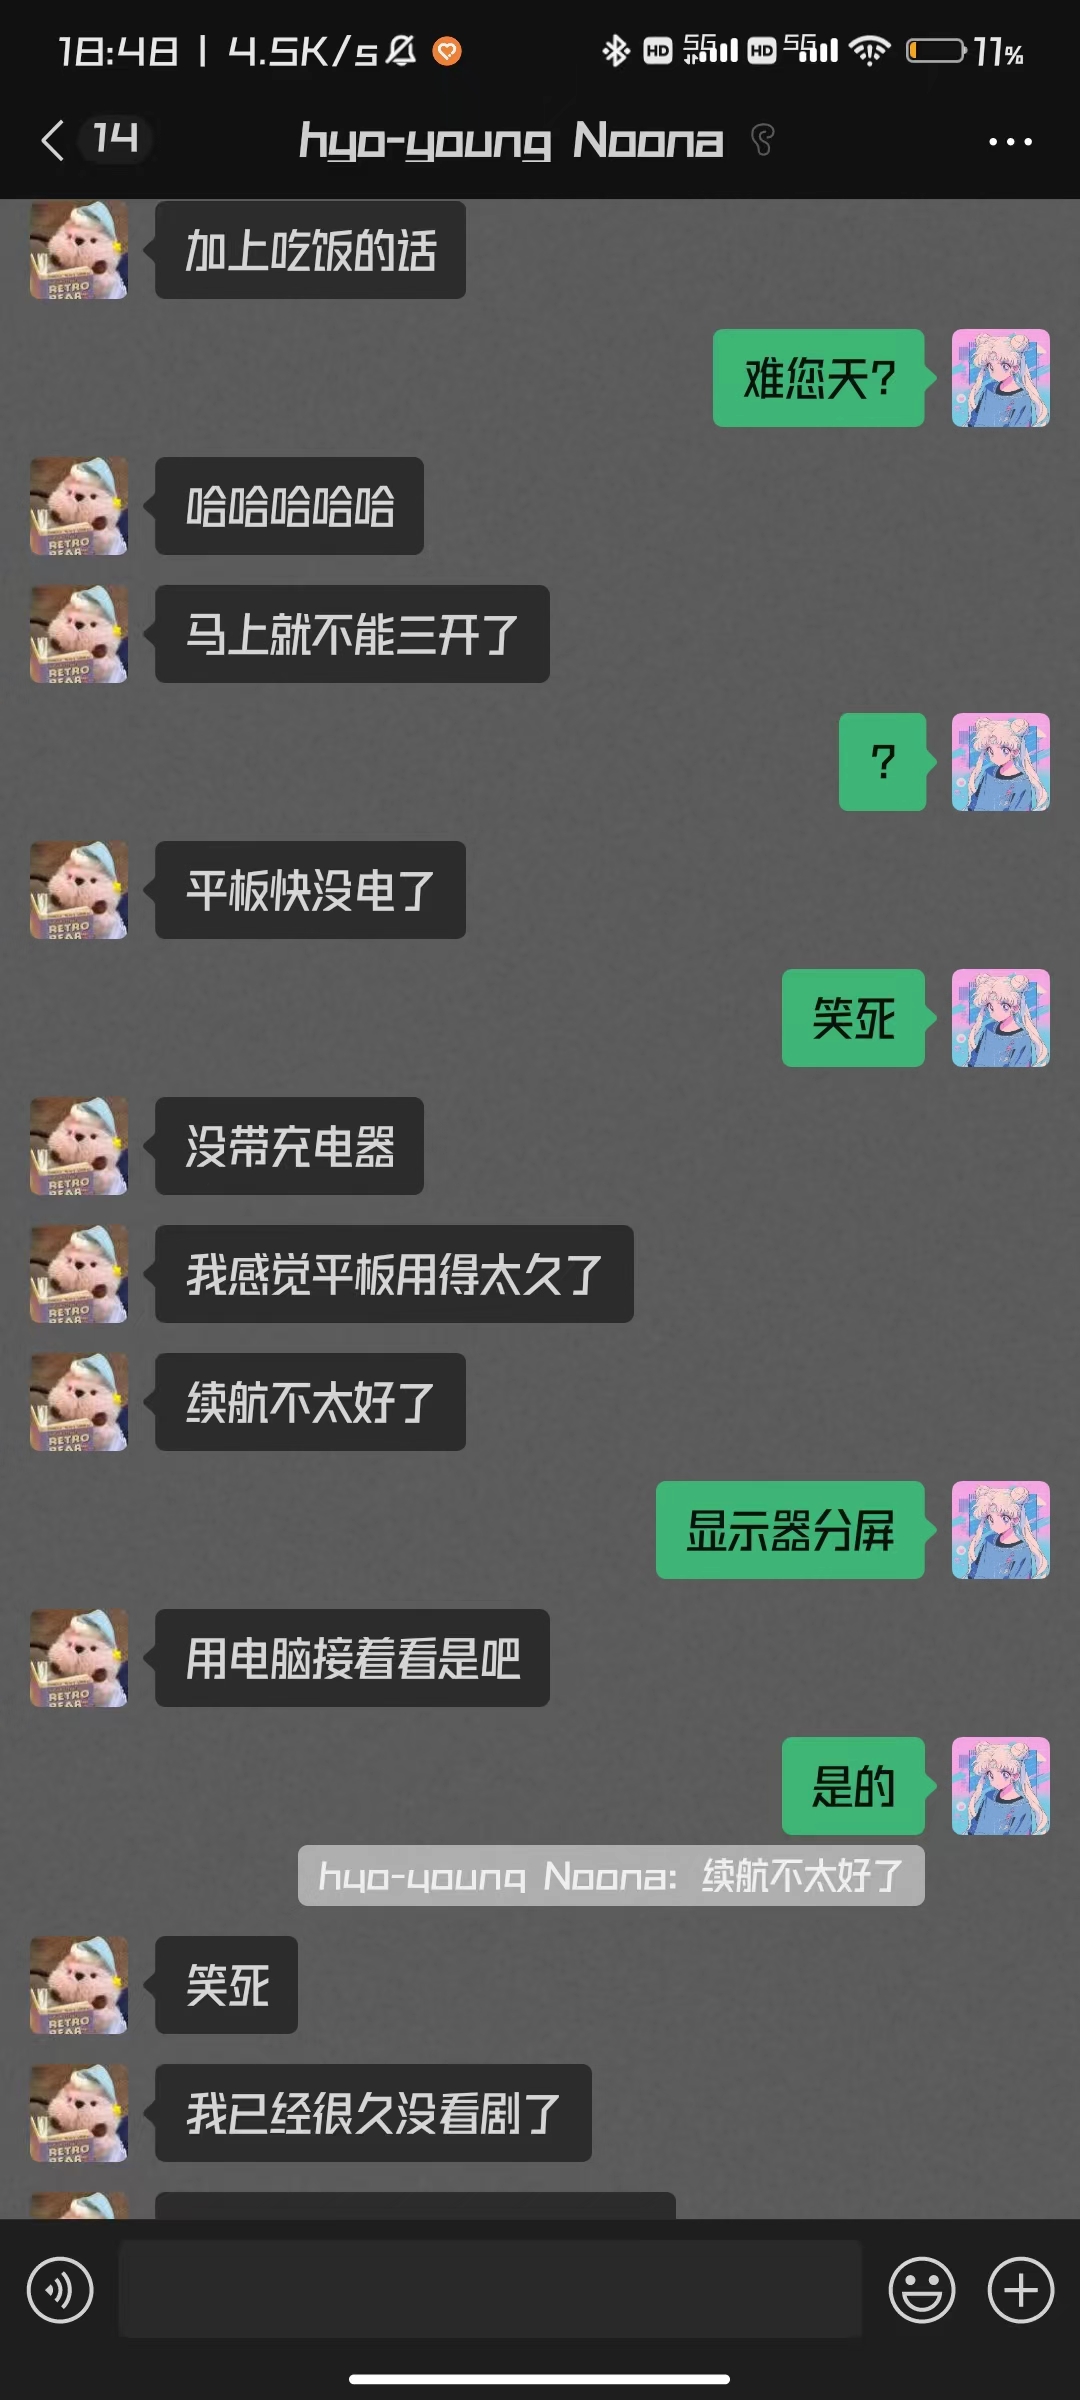 18:48 | 4.5K/s HD 5G HD 5G 11%
14 hyo-young Noona
加上吃饭的话
难您天?
哈哈哈哈哈
马上就不能三开了
?
平板快没电了
笑死
没带充电器
我感觉平板用得太久了
续航不太好了
显示器分屏
用电脑接着看是吧
是的
hyo-young Noona: 续航不太好了
笑死
我已经很久没看剧了